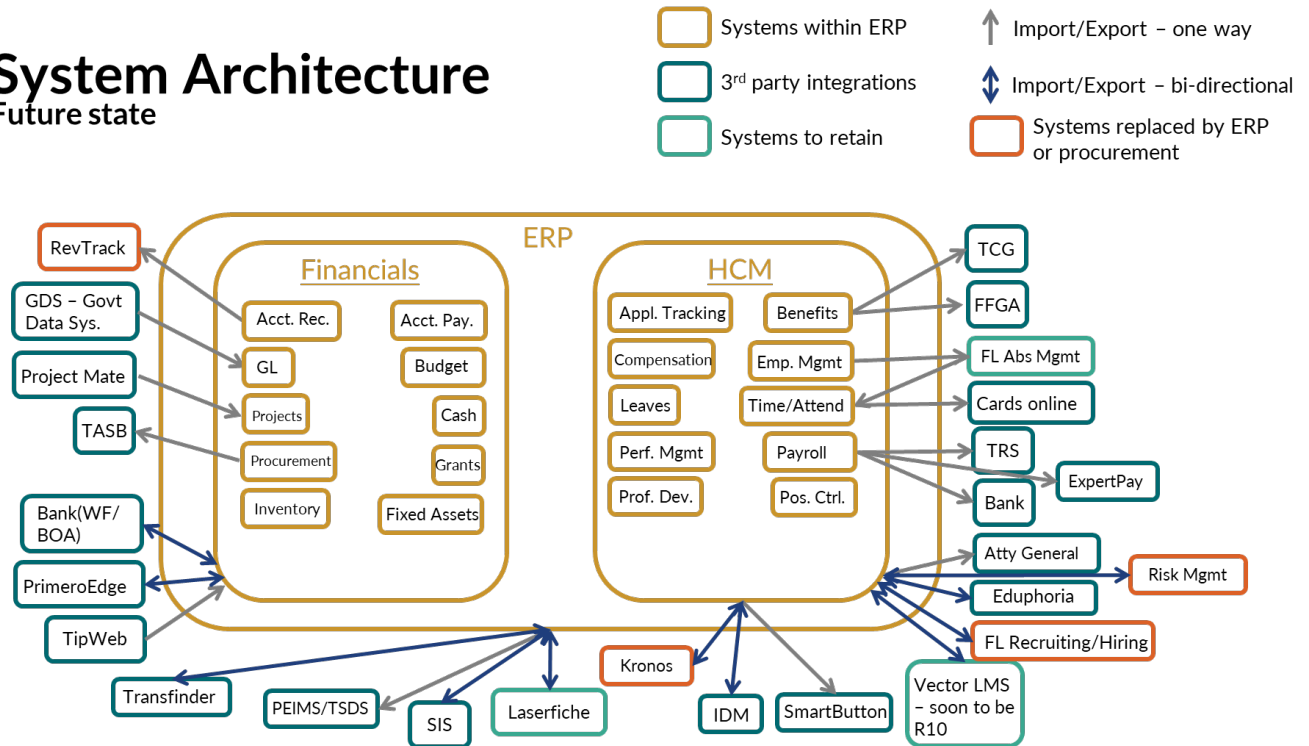 Systems within ERP
Import/Export – one way
System Architecture
Future state
3rd party integrations
Import/Export – bi-directional
Systems to retain
Systems replaced by ERP
or procurement
ERP
RevTrack
GDS – Govt
Data Sys.
Project Mate
TASB
Bank(WF/
BOA)
PrimeroEdge
TipWeb
Financials
Acct. Rec.
Acct. Pay.
GL
Budget
Projects
Cash
Procurement
Grants
Inventory
Fixed Assets
HCM
Appl. Tracking
Benefits
Compensation
Emp. Mgmt
Leaves
Time/Attend
Perf. Mgmt
Payroll
Prof. Dev.
Pos. Ctrl.
TCG
FFGA
FL Abs Mgmt
Cards online
TRS
ExpertPay
Bank
Atty General
Risk Mgmt
Eduphoria
FL Recruiting/Hiring
Vector LMS
– soon to be
R10
Transfinder
PEIMS/TSDS
SIS
Laserfiche
Kronos
IDM
SmartButton